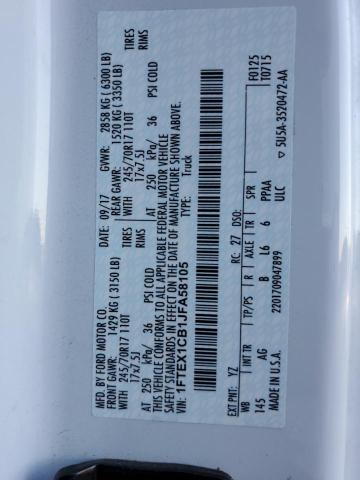 MFD. BY FORD MOTOR CO.
DATE: 09/17 GVWR: 2858 KG ( 6300 LB)
FRONT GAWR: 1429 KG ( 3150 LB) REAR GAWR: 1520 KG ( 3350 LB)
WITH 245/70R17 110T TIRES WITH 245/70R17 110T TIRES
17x7.5J RIMS 17x7.5J RIMS
AT 250 kPa/ 36 PSI COLD AT 250 kPa/ 36 PSI COLD
THIS VEHICLE CONFORMS TO ALL APPLICABLE FEDERAL MOTOR VEHICLE
SAFETY STANDARDS IN EFFECT ON THE DATE OF MANUFACTURE SHOWN ABOVE.
VIN: 1FTEX1CB1JFA58105
TYPE: Truck
F0125
T0715
EXT PNT: YZ RC: 27 DSO:
WB INT TR TP/PS R AXLE TR SPR
145 AG B L6 6 PPAA
ULC
5U5A-3520472-AA
MADE IN U.S.A. 2201709047899